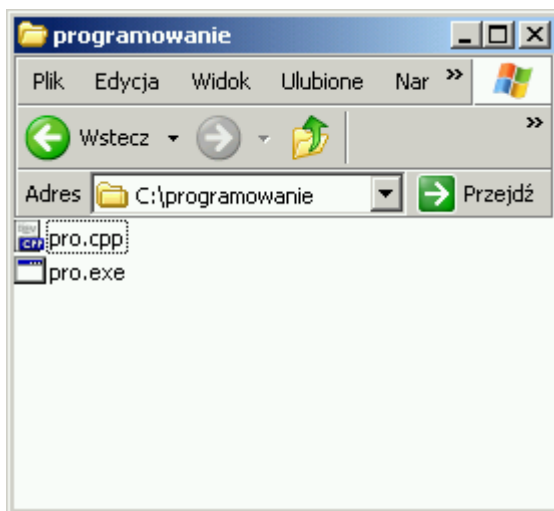 programowanie
Plik Edycja Widok Ulubione Nar »
Wstecz »
Adres C:\programowanie Przejdź
pro.cpp
pro.exe